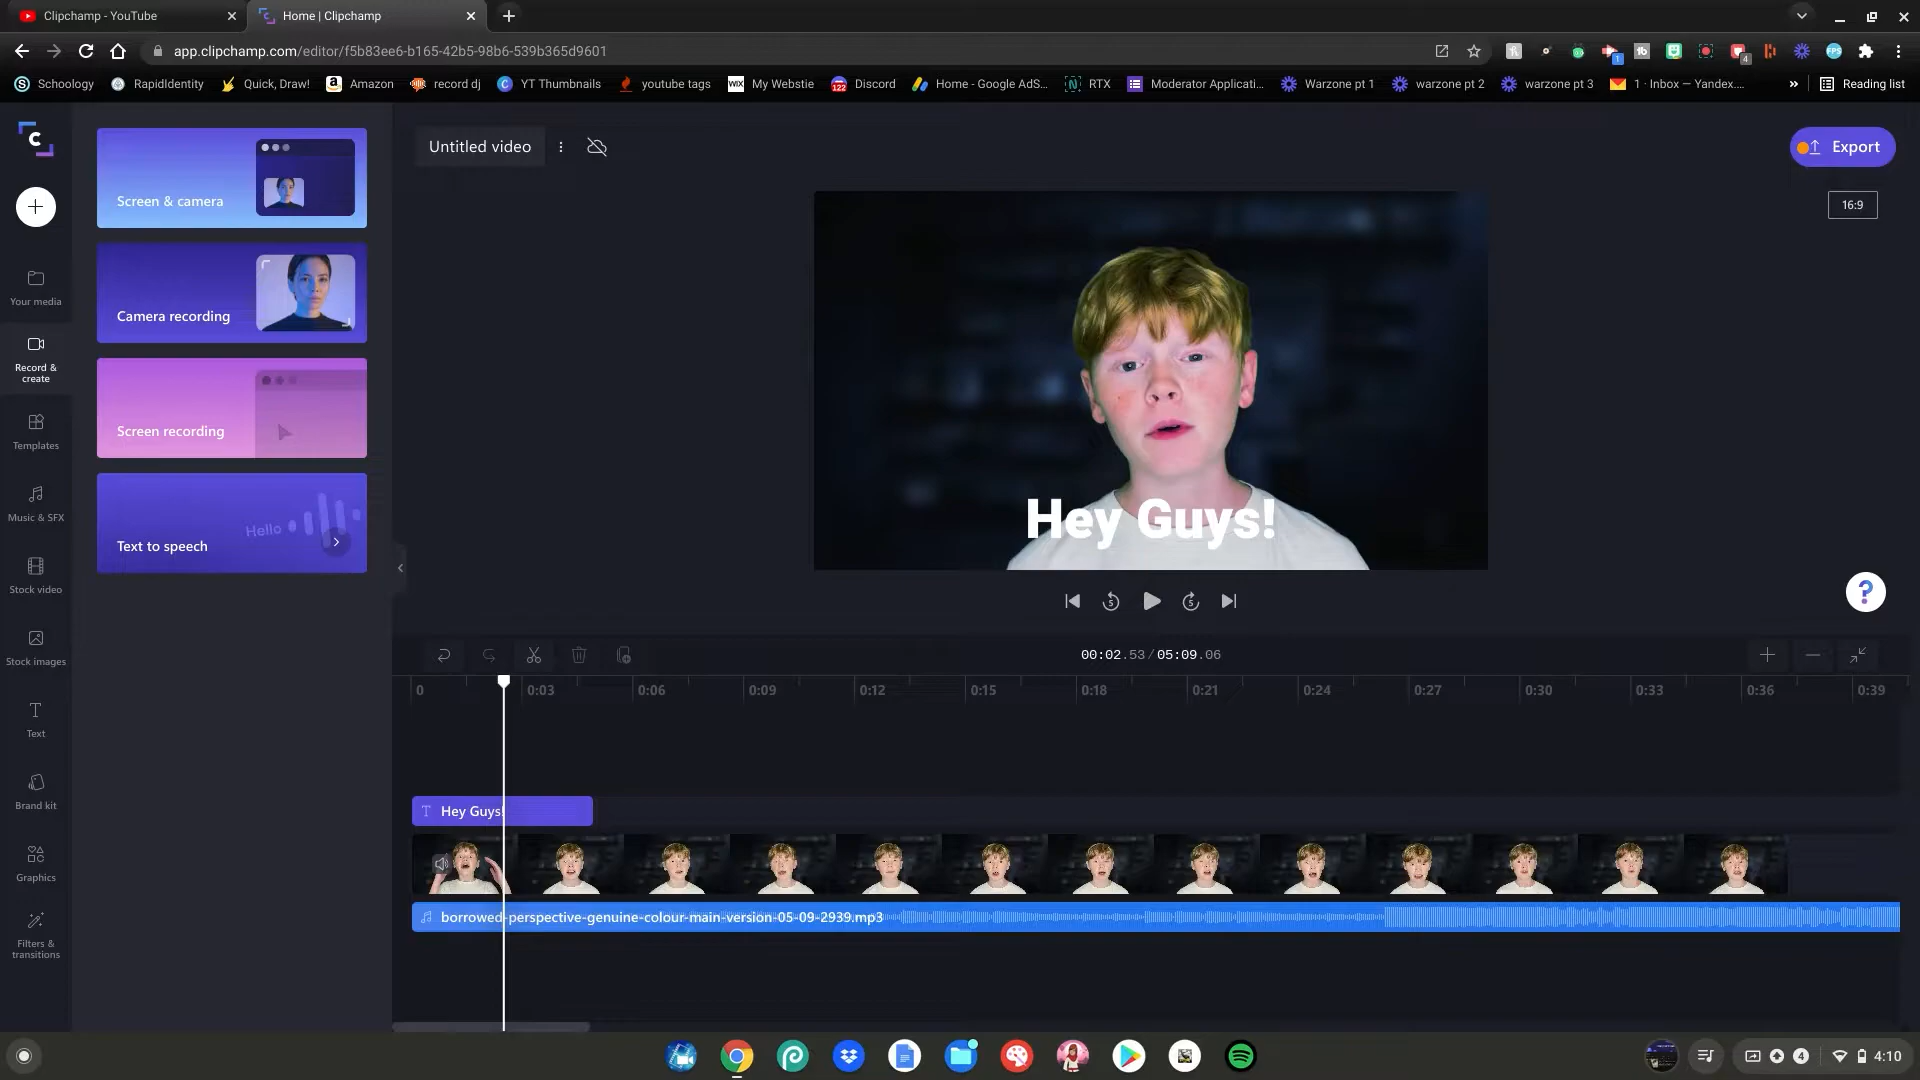 Clipchamp - YouTube
Home | Clipchamp
app.clipchamp.com/editor/f5b83ee6-b165-42b5-98b6-539b365d9601
Schoology
RapidIdentity
Quick, Draw!
Amazon
record dj
YT Thumbnails
youtube tags
WIX
My Webstie
122
Discord
Home - Google AdS...
RTX
Moderator Applicati...
Warzone pt 1
warzone pt 2
warzone pt 3
1 · Inbox — Yandex....
»
Reading list
Untitled video
Export
16:9
Your media
Record & create
Templates
Music & SFX
Stock video
Stock images
Text
Brand kit
Graphics
Filters & transitions
Screen & camera
Camera recording
Screen recording
Hello
Text to speech
Hey Guys!
00:02.53/05:09.06
0
0:03
0:06
0:09
0:12
0:15
0:18
0:21
0:24
0:27
0:30
0:33
0:36
0:39
Hey Guys!
borrowed-perspective-genuine-colour-main-version-05-09-2939.mp3
4
4:10